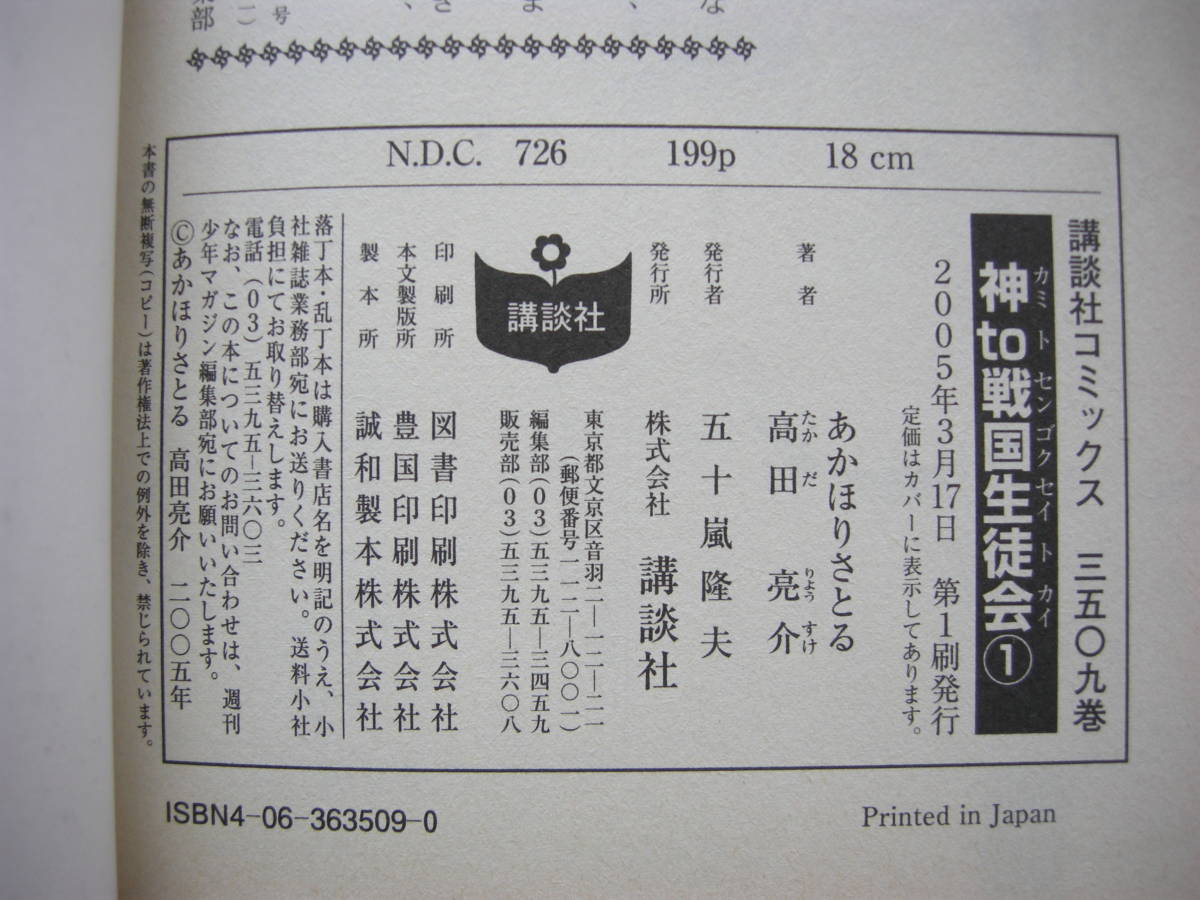 N.D.C. 726 199p 18 cm
講談社コミックス 三五〇九巻
神to戦国生徒会①
カミ ト センゴクセイトカイ
2005年3月17日 第1刷発行
定価はカバーに表示してあります。
著者 あかほりさとる
高田 亮介
たかだ りょうすけ
発行者 五十嵐隆夫
発行所 株式会社 講談社
東京都文京区音羽二―一二―二一
(郵便番号一一二―八〇〇一)
編集部(03)五三九五―三四五九
販売部(03)五三九五―三六〇八
講談社
印刷所 図書印刷株式会社
本文製版所 豊国印刷株式会社
製本所 誠和製本株式会社
落丁本・乱丁本は購入書店名を明記のうえ、小
社雑誌業務部宛にお送りください。送料小社
負担にてお取り替えします。
電話(03)五三九五―三六〇三
なお、この本についてのお問い合わせは、週刊
少年マガジン編集部宛にお願いいたします。
©あかほりさとる 高田亮介 二〇〇五年
本書の無断複写(コピー)は著作権法上での例外を除き、禁じられています。
ISBN4-06-363509-0
Printed in Japan